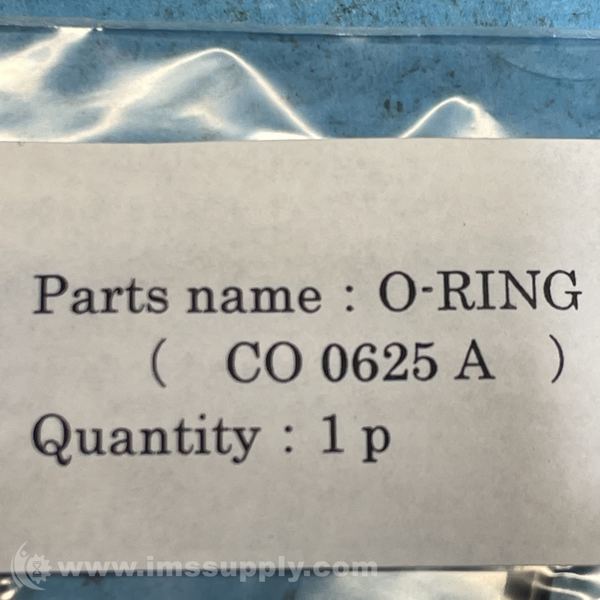 Parts name : O-RING
( CO 0625 A )
Quantity : 1 p
www.imssupply.com